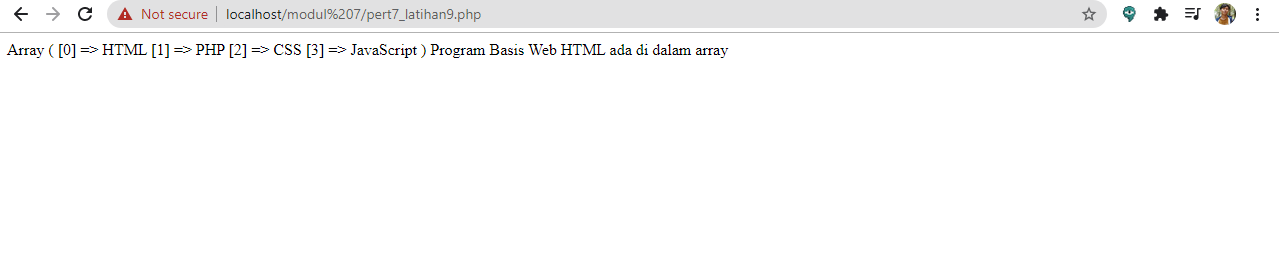 Not secure | localhost/modul%207/pert7_latihan9.php
Array ( [0] => HTML [1] => PHP [2] => CSS [3] => JavaScript ) Program Basis Web HTML ada di dalam array